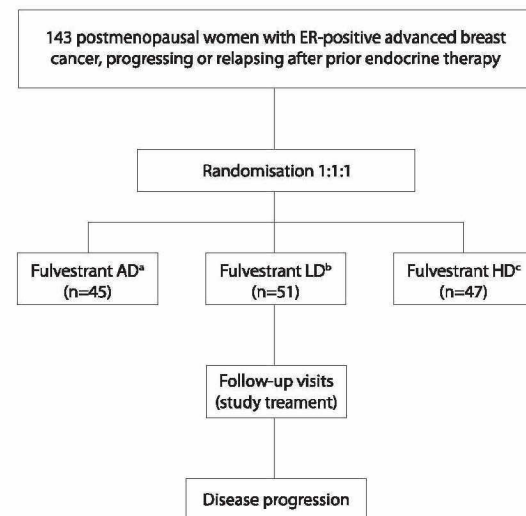 143 postmenopausal women with ER-positive advanced breast
cancer, progressing or relapsing after prior endocrine therapy
Randomisation 1:1:1
Fulvestrant ADᵃ
(n=45)
Fulvestrant LDᵇ
(n=51)
Fulvestrant HDᶜ
(n=47)
Follow-up visits
(study treament)
Disease progression